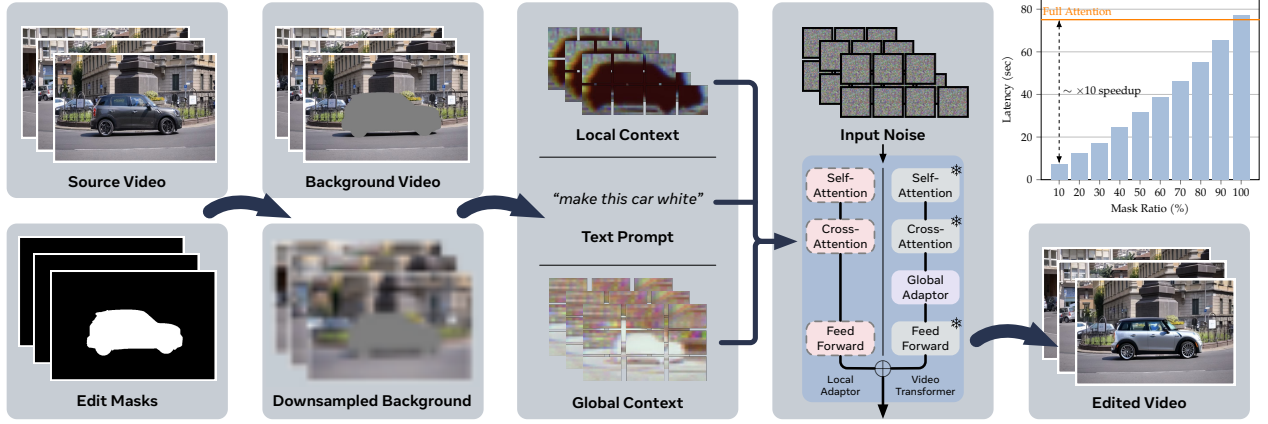 Source Video
Edit Masks
Background Video
Downsampled Background
Local Context
“make this car white”
Text Prompt
Global Context
Input Noise
Self-
Attention
Cross-
Attention
Feed
Forward
Local
Adaptor
Self-
Attention
Cross-
Attention
Global
Adaptor
Feed
Forward
Video
Transformer
80
60
40
20
0
Latency (sec)
Full Attention
∼ ×10 speedup
10 20 30 40 50 60 70 80 90 100
Mask Ratio (%)
Edited Video